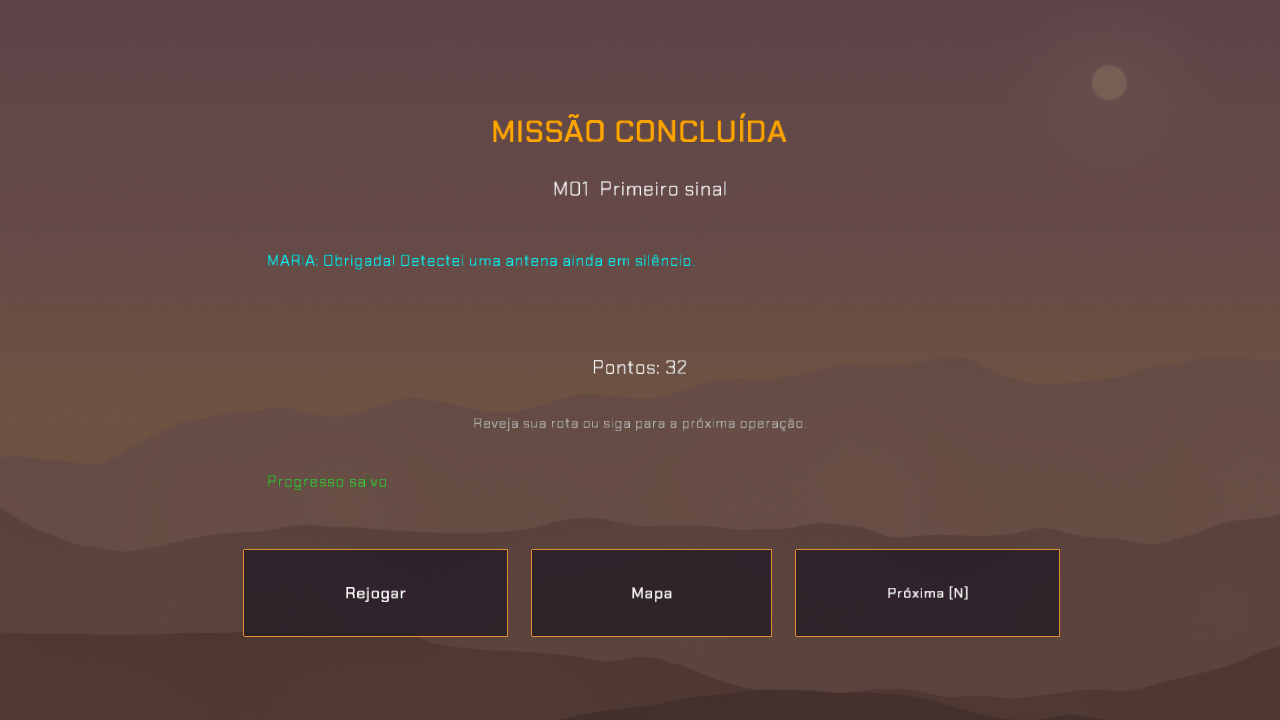 MISSÃO CONCLUÍDA
M01 Primeiro sinal
MARIA: Obrigada! Detectei uma antena ainda em silêncio.
Pontos: 32
Reveja sua rota ou siga para a próxima operação.
Progresso salvo
Rejogar
Mapa
Próxima [N]